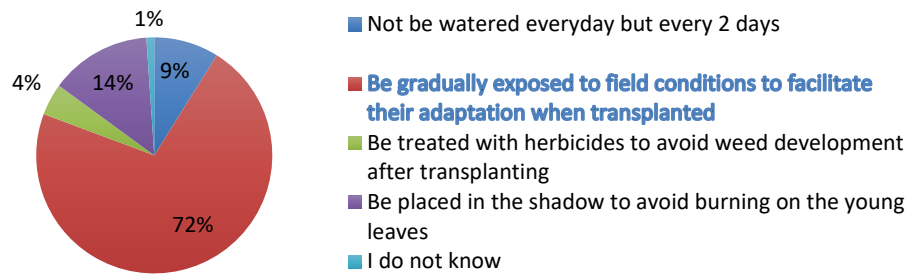 1%
4%
14%
9%
72%
Not be watered everyday but every 2 days
Be gradually exposed to field conditions to facilitate
their adaptation when transplanted
Be treated with herbicides to avoid weed development
after transplanting
Be placed in the shadow to avoid burning on the young
leaves
I do not know